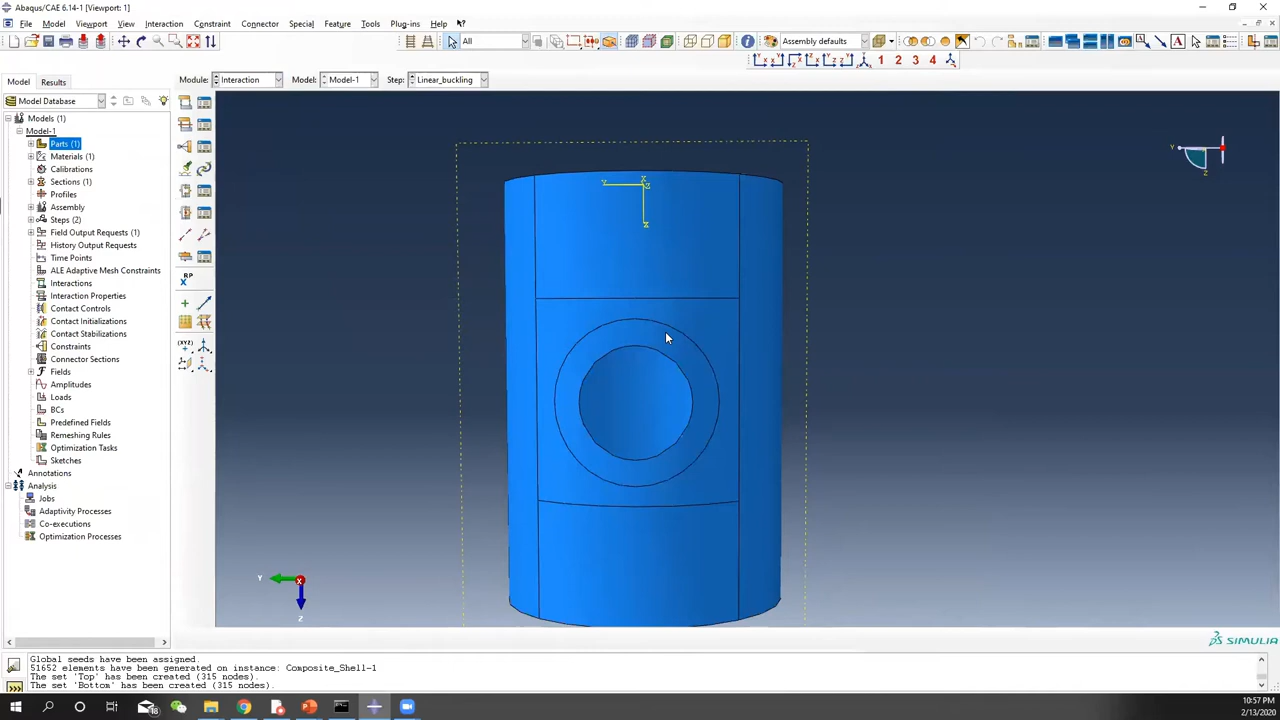 Abaqus/CAE 6.14-1 [Viewport: 1]
File Model Viewport View Interaction Constraint Connector Special Feature Tools Plug-ins Help
All
Assembly defaults
1 2 3 4
Model Results
Module: Interaction Model: Model-1 Step: Linear_buckling
Model Database
Models (1)
Model-1
Parts (1)
Materials (1)
Calibrations
Sections (1)
Profiles
Assembly
Steps (2)
Field Output Requests (1)
History Output Requests
Time Points
ALE Adaptive Mesh Constraints
Interactions
Interaction Properties
Contact Controls
Contact Initializations
Contact Stabilizations
Constraints
Connector Sections
Fields
Amplitudes
Loads
BCs
Predefined Fields
Remeshing Rules
Optimization Tasks
Sketches
Annotations
Analysis
Jobs
Adaptivity Processes
Co-executions
Optimization Processes
RP
(XYZ)
X
Y
Z
Y
Z
Y
X
Z
SIMULIA
Global seeds have been assigned.
51652 elements have been generated on instance: Composite_Shell-1
The set 'Top' has been created (315 nodes).
The set 'Bottom' has been created (315 nodes).
10:57 PM
2/13/2020